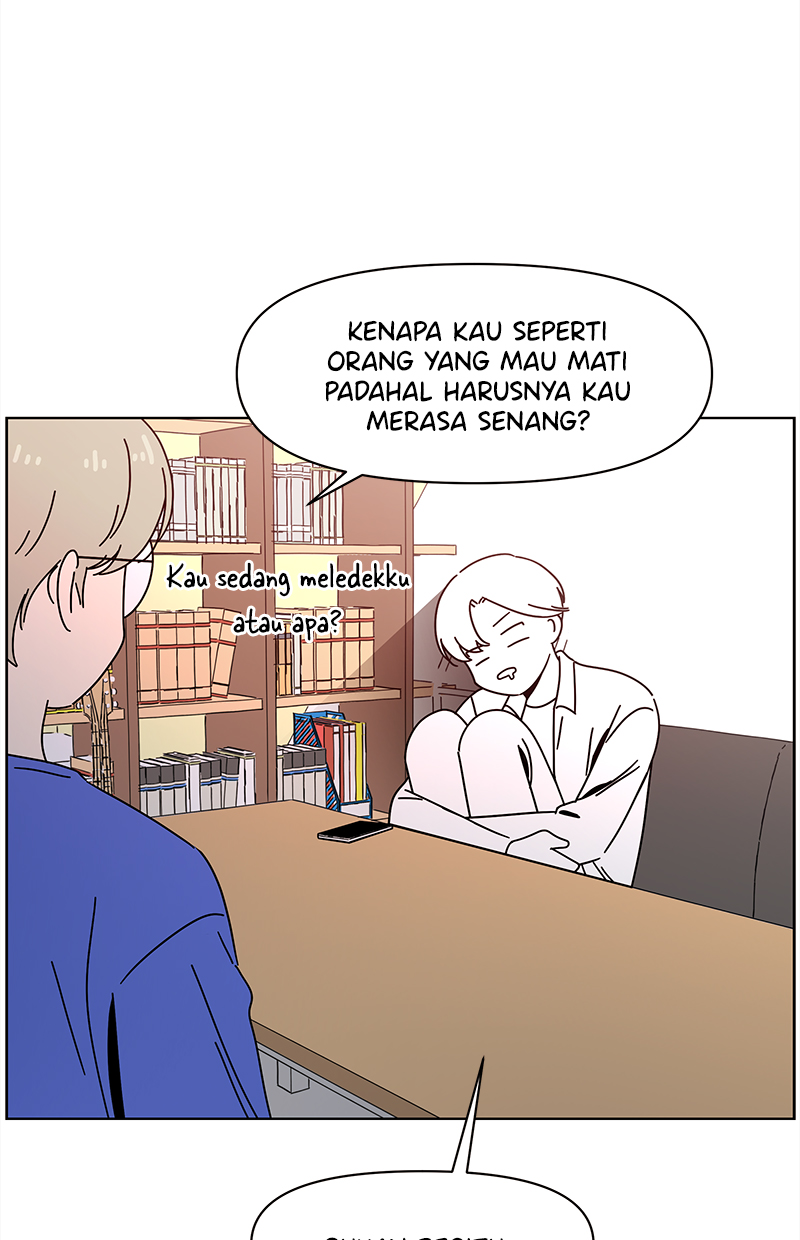 KENAPA KAU SEPERTI
ORANG YANG MAU MATI
PADAHAL HARUSNYA KAU
MERASA SENANG?
Kau sedang meledekku
atau apa?